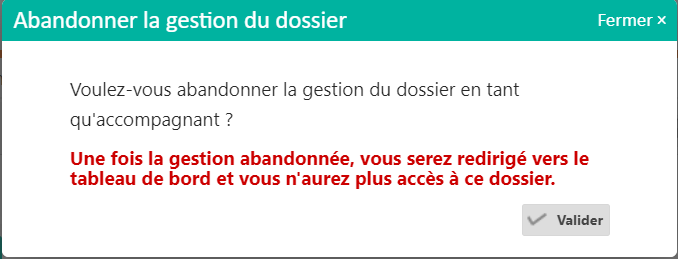 Abandonner la gestion du dossier
Fermer ×
Voulez-vous abandonner la gestion du dossier en tant
qu'accompagnant ?
Une fois la gestion abandonnée, vous serez redirigé vers le
tableau de bord et vous n'aurez plus accès à ce dossier.
Valider